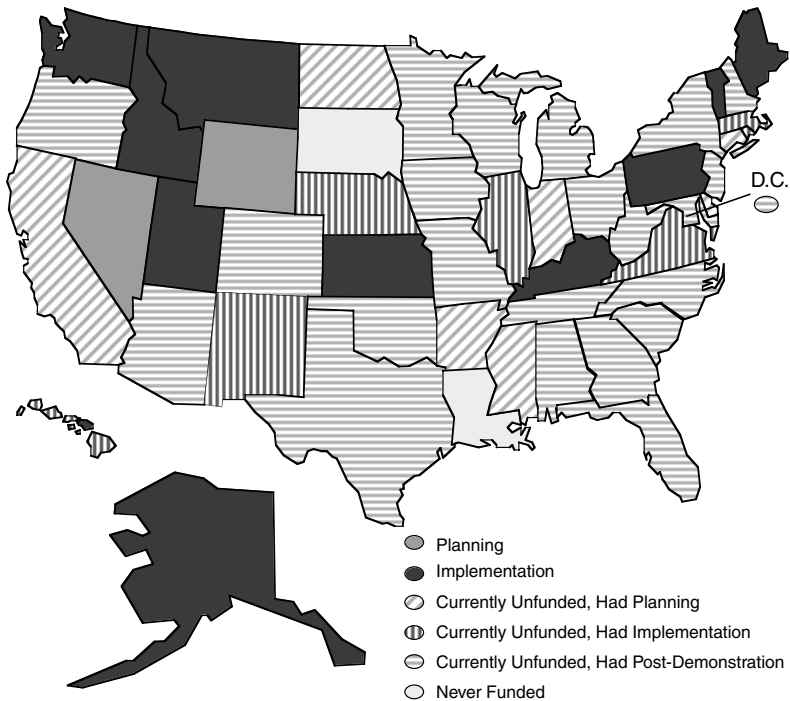 D.C.
Planning
Implementation
Currently Unfunded, Had Planning
Currently Unfunded, Had Implementation
Currently Unfunded, Had Post-Demonstration
Never Funded